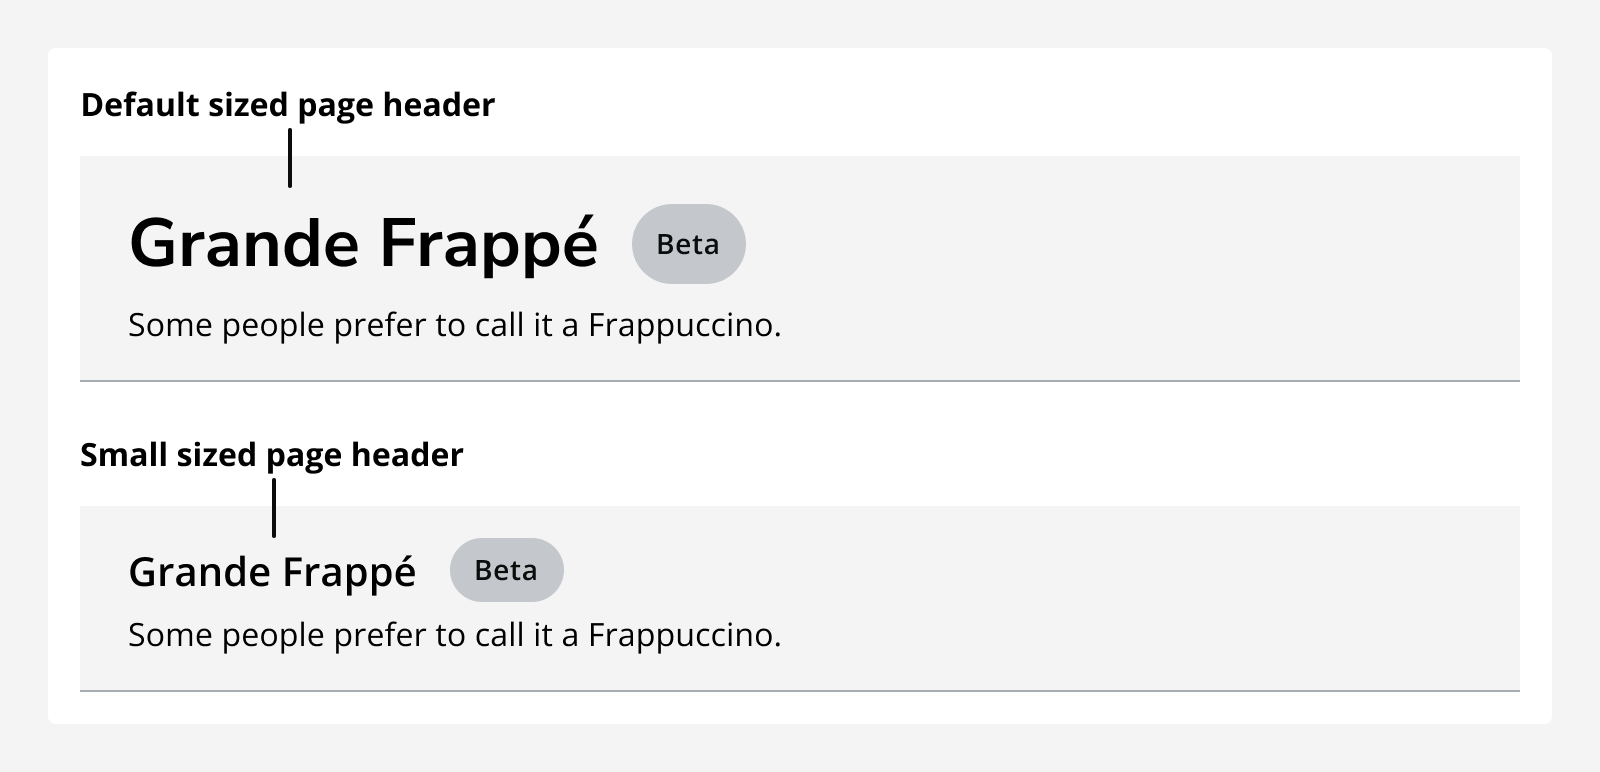 Default sized page header
Grande Frappé Beta
Some people prefer to call it a Frappuccino.
Small sized page header
Grande Frappé Beta
Some people prefer to call it a Frappuccino.